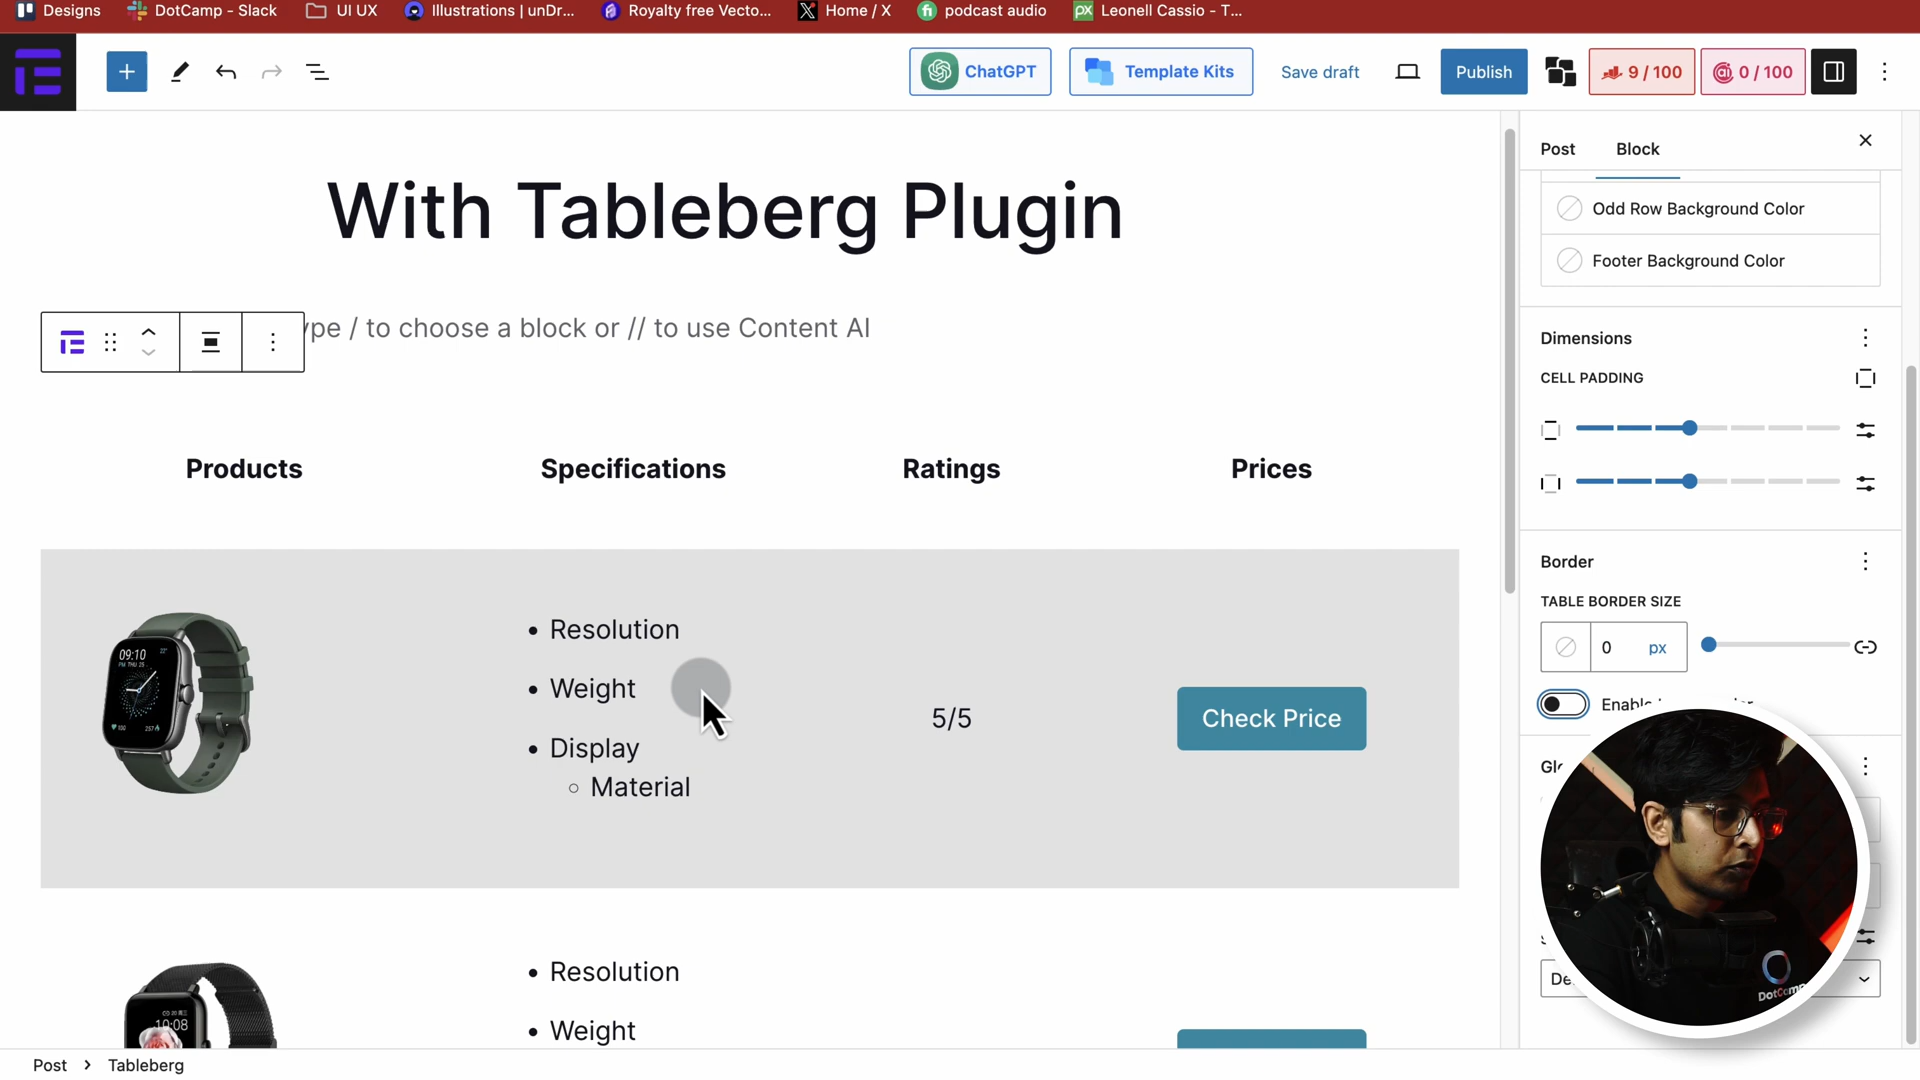 Designs
DotCamp - Slack
UI UX
Illustrations | unDr...
Royalty free Vecto...
Home / X
podcast audio
Leonell Cassio - T...
ChatGPT
Template Kits
Save draft
Publish
9 / 100
0 / 100
Post
Block
With Tableberg Plugin
ype / to choose a block or // to use Content AI
Odd Row Background Color
Footer Background Color
Dimensions
CELL PADDING
Border
TABLE BORDER SIZE
0 px
Products
Specifications
Ratings
Prices
09:10
• Resolution
• Weight
• Display
Material
5/5
Check Price
10:08
• Resolution
• Weight
DotCamp
Post > Tableberg